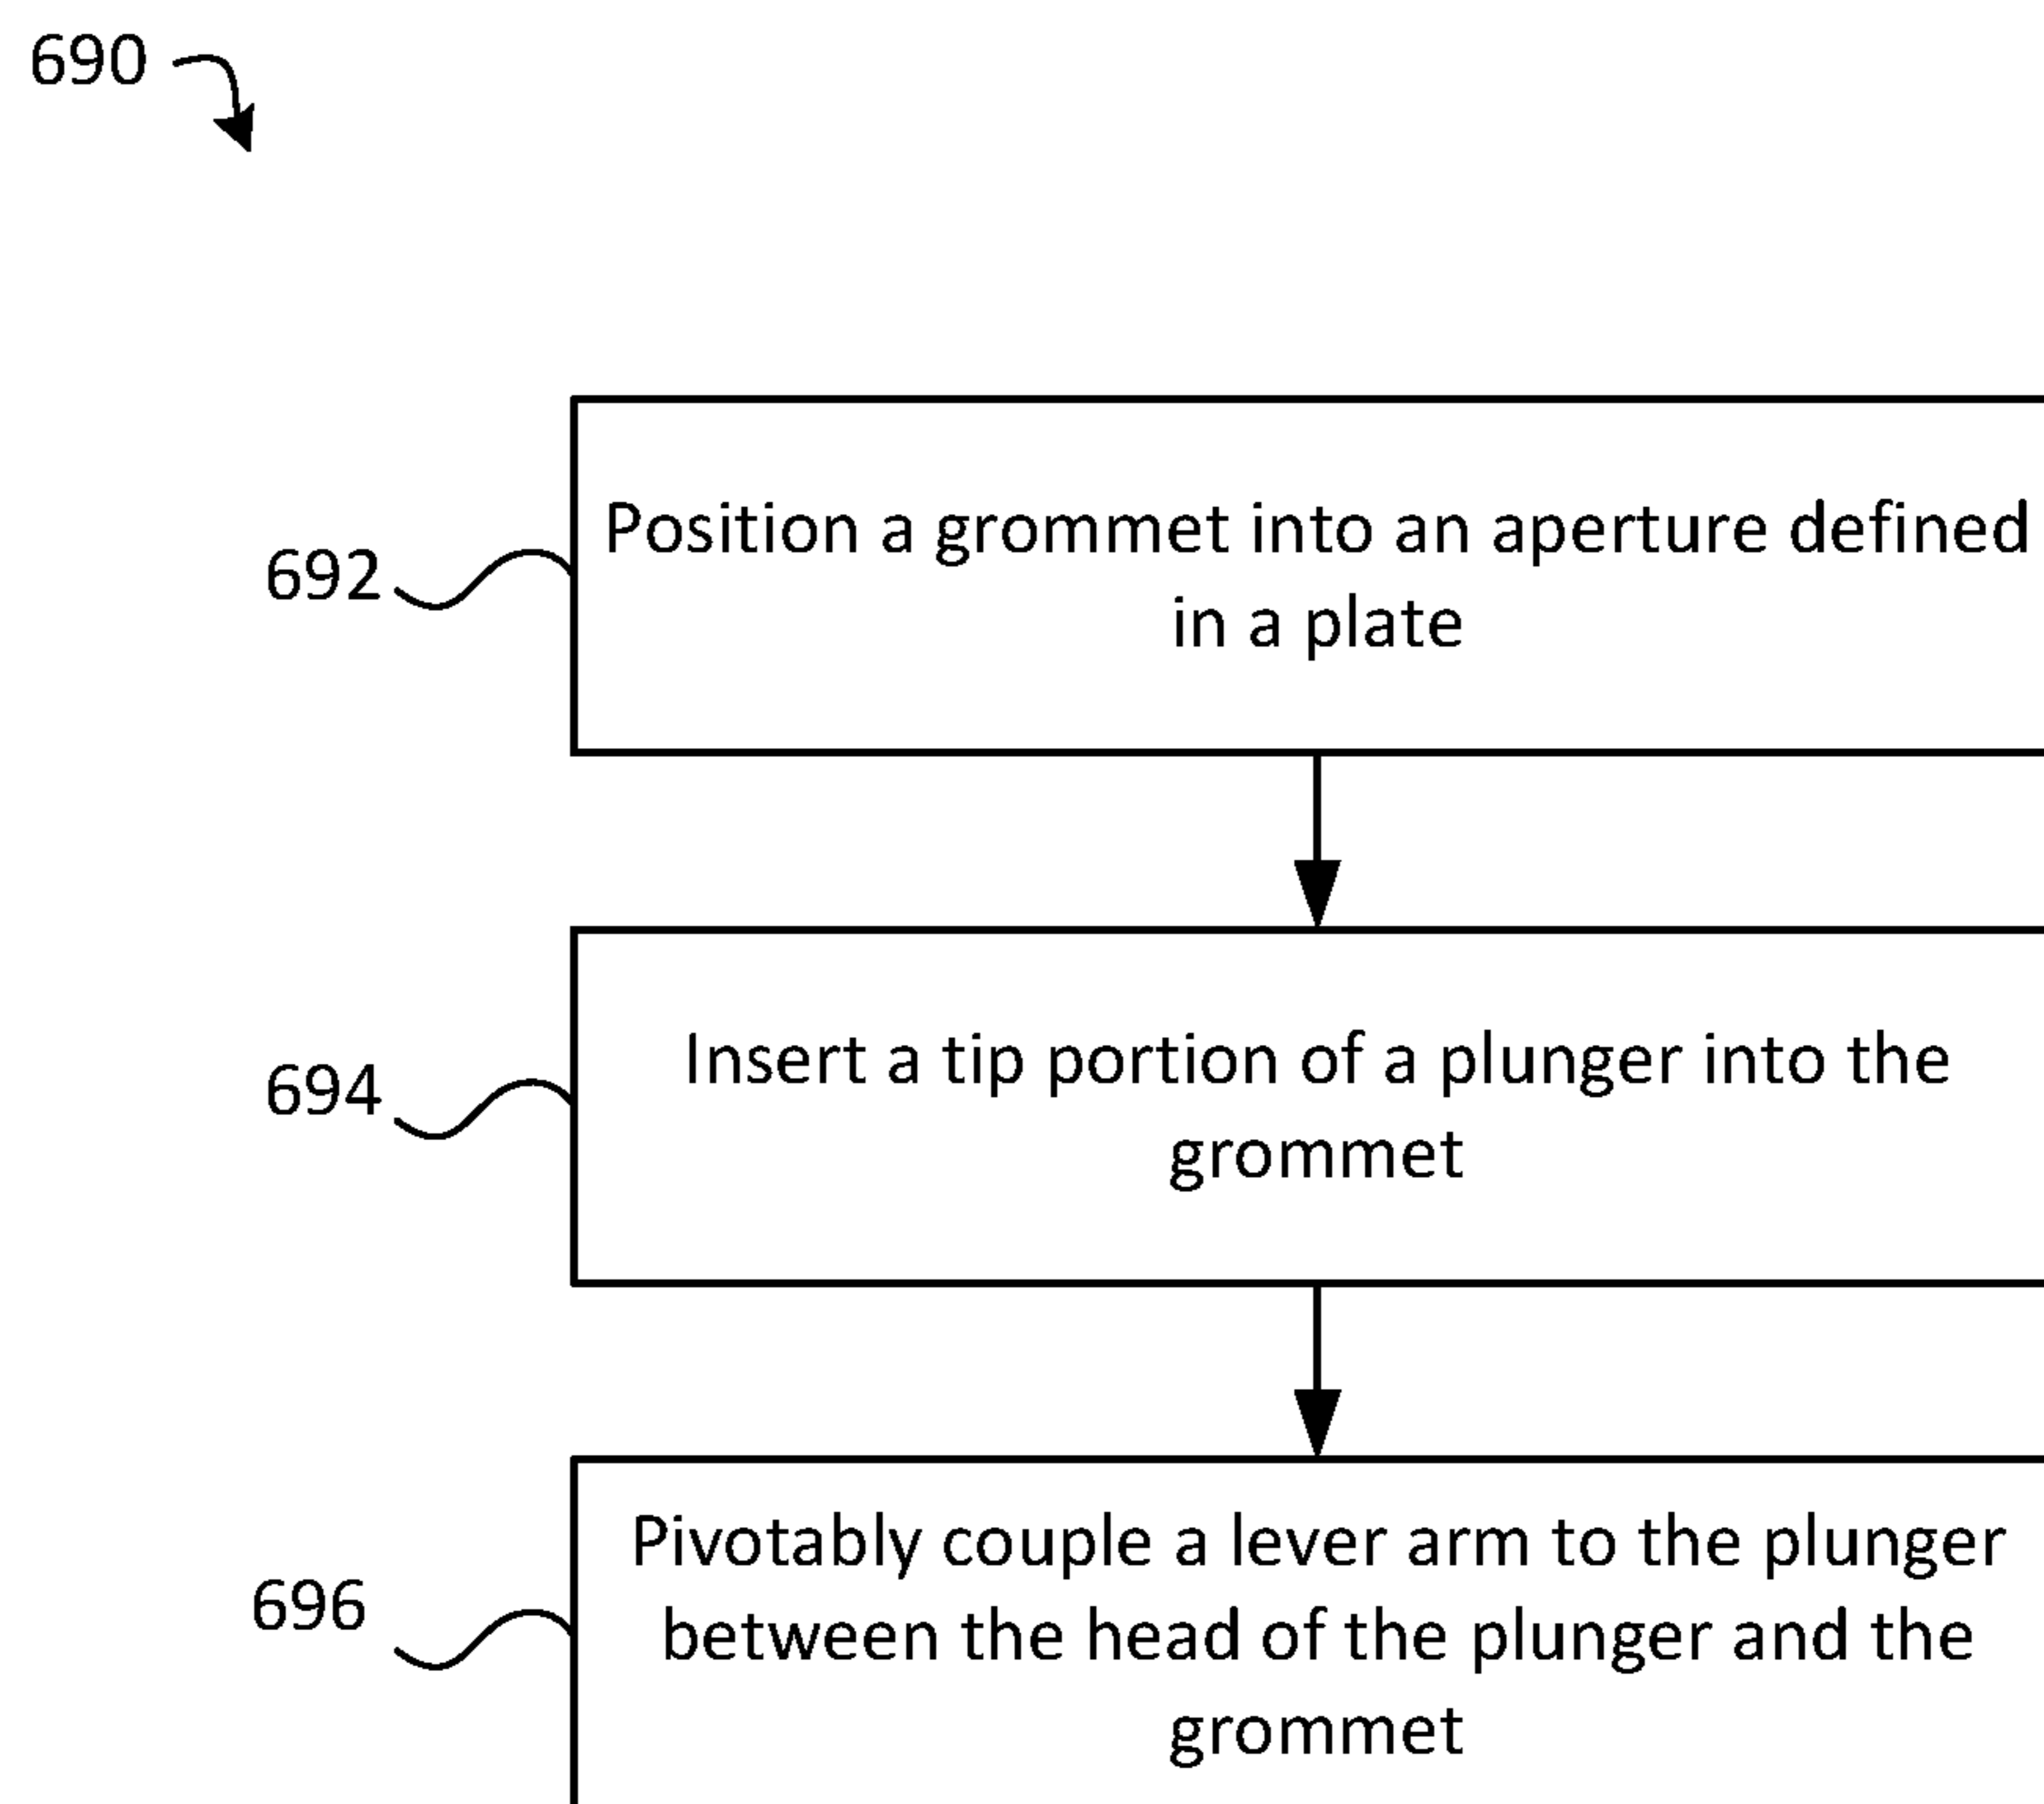 690
692
Position a grommet into an aperture defined
in a plate
694
Insert a tip portion of a plunger into the
grommet
696
Pivotably couple a lever arm to the plunger
between the head of the plunger and the
grommet